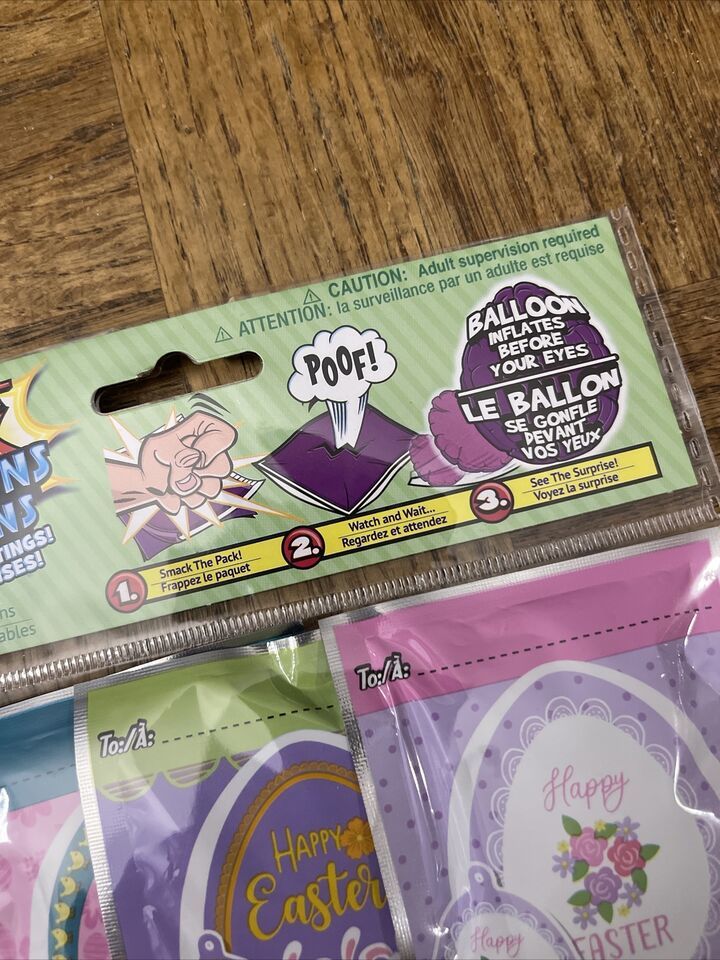 ⚠ CAUTION: Adult supervision required
⚠ ATTENTION: la surveillance par un adulte est requise
POOF!
BALLOON
INFLATES
BEFORE
YOUR EYES
LE BALLON
SE GONFLE
DEVANT
VOS YEUX
1. Smack The Pack!
Frappez le paquet
2. Watch and Wait...
Regardez et attendez
3. See The Surprise!
Voyez la surprise
To:/À:
To:/À:
HAPPY
Easter
Happy
EASTER
Happy